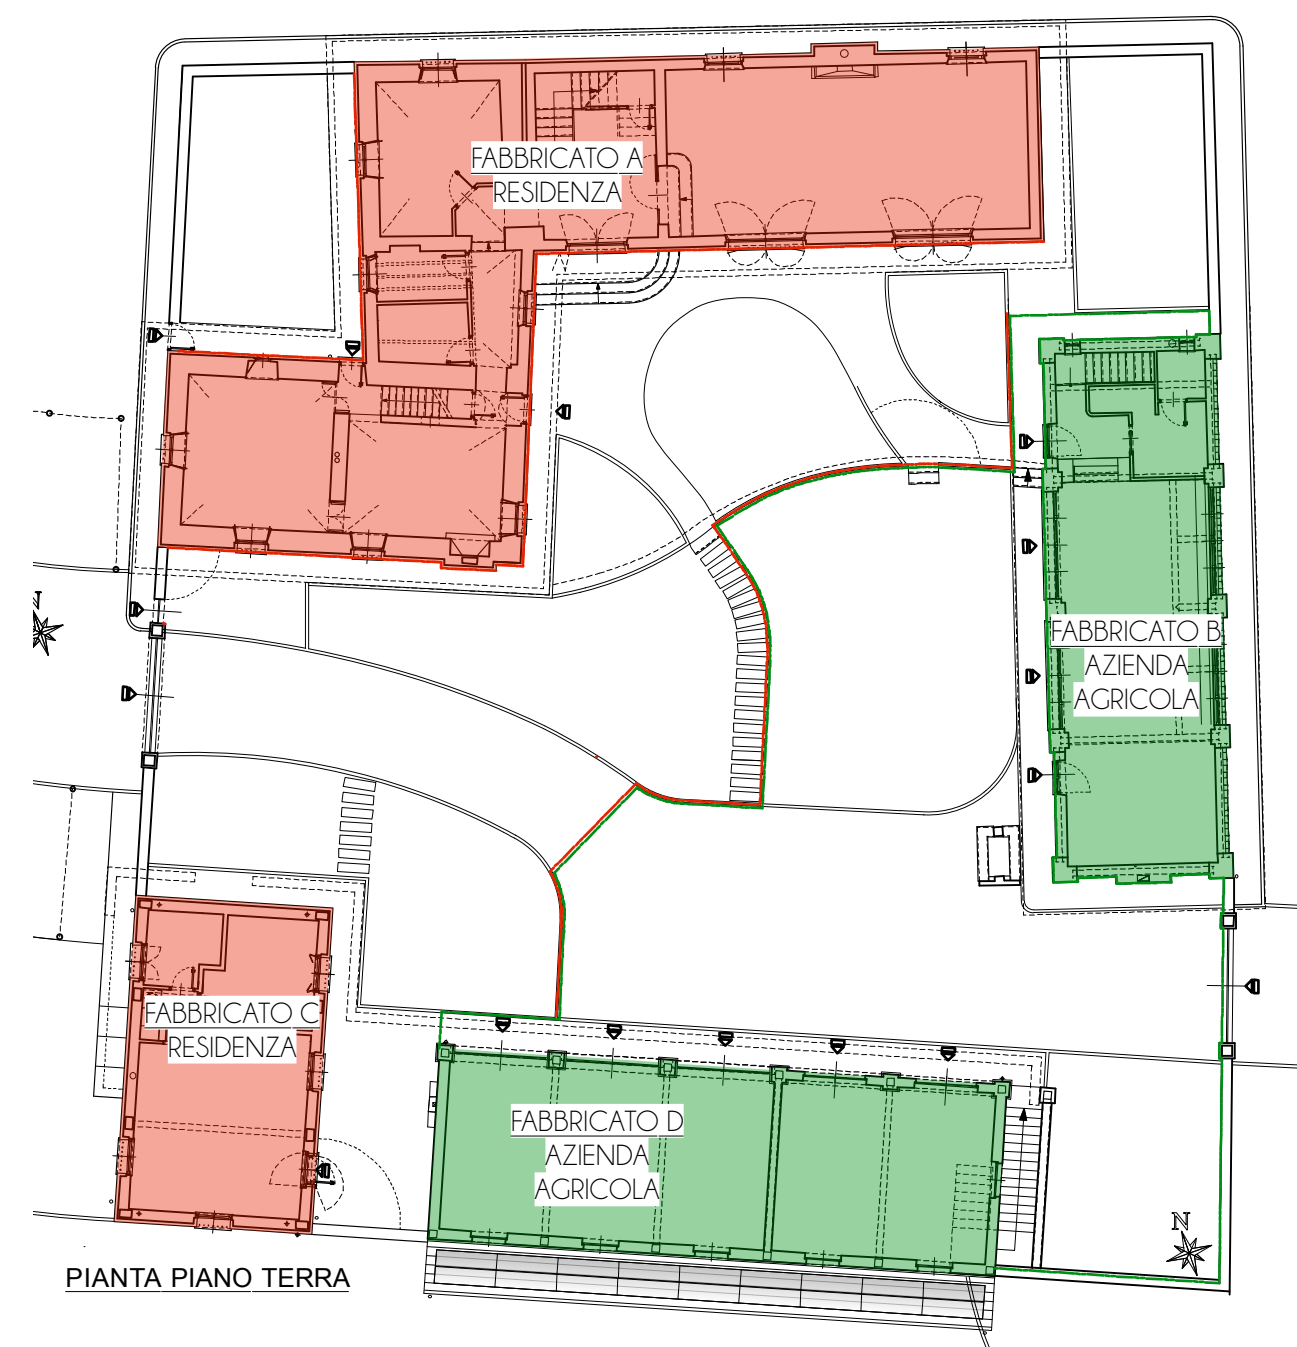 FABBRICATO A
RESIDENZA
N
FABBRICATO B
AZIENDA
AGRICOLA
FABBRICATO C
RESIDENZA
FABBRICATO D
AZIENDA
AGRICOLA
N
PIANTA PIANO TERRA